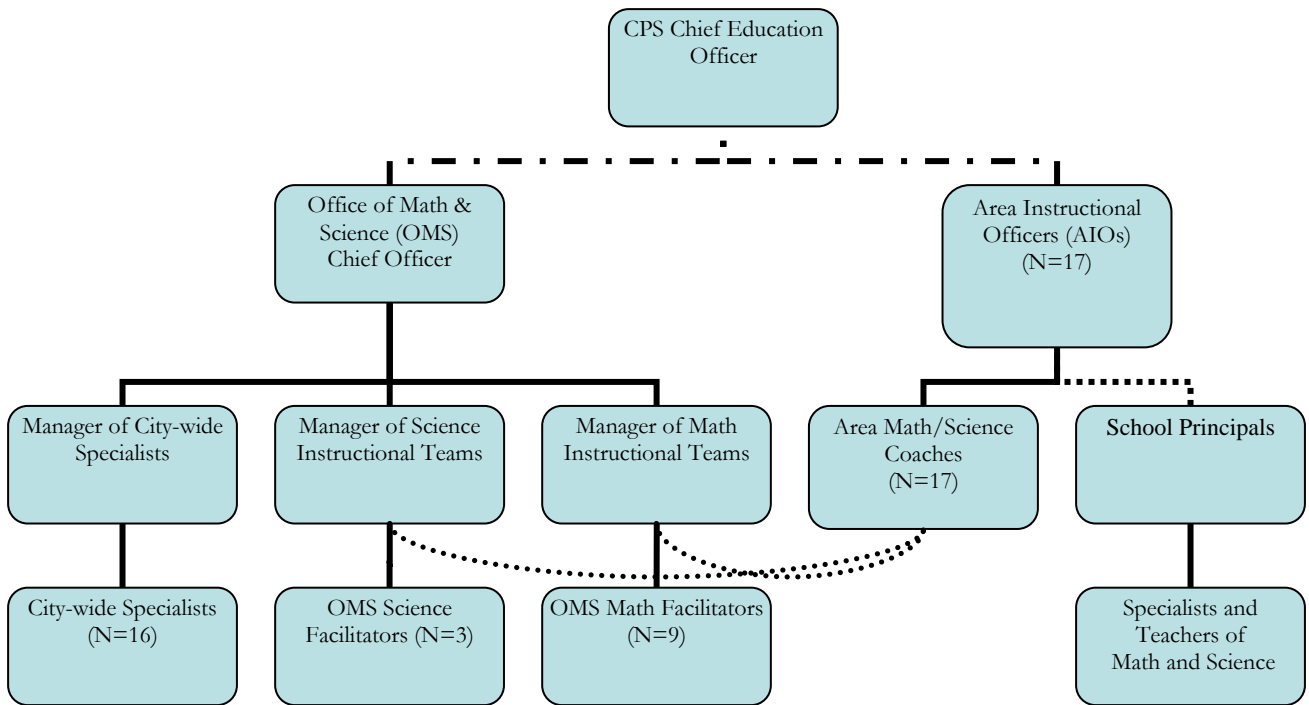 CPS Chief Education
Officer
Office of Math &
Science (OMS)
Chief Officer
Area Instructional
Officers (AIOs)
(N=17)
Manager of City-wide
Specialists
Manager of Science
Instructional Teams
Manager of Math
Instructional Teams
Area Math/Science
Coaches
(N=17)
School Principals
City-wide Specialists
(N=16)
OMS Science
Facilitators (N=3)
OMS Math Facilitators
(N=9)
Specialists and
Teachers of
Math and Science